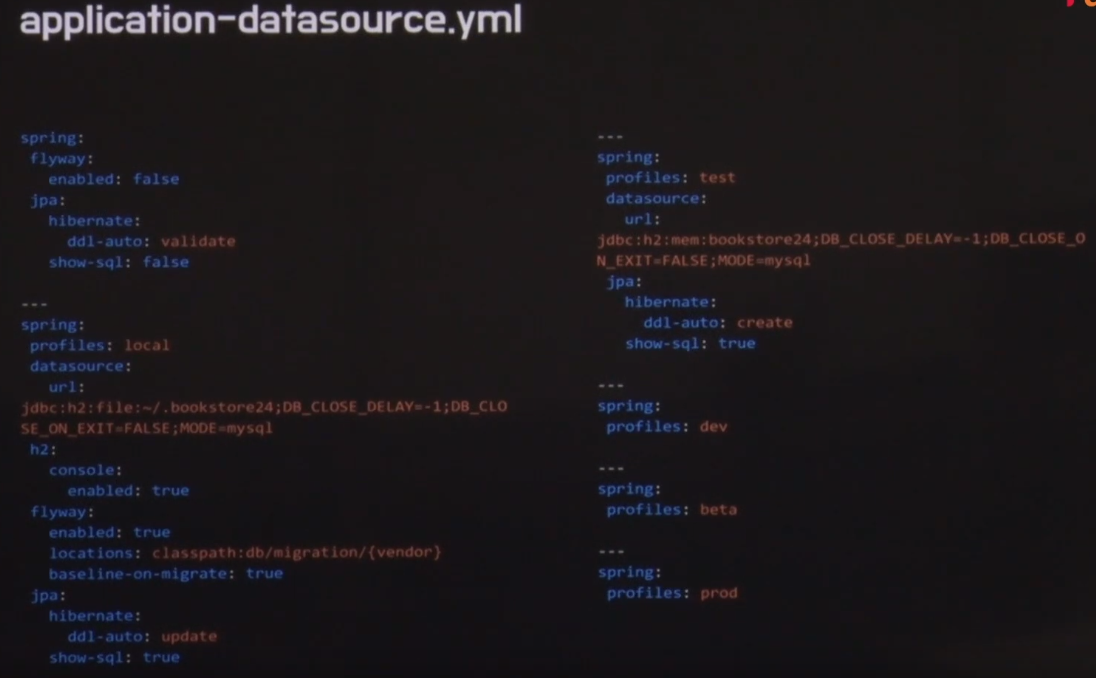 application-datasource.yml
spring:
 flyway:
   enabled: false
 jpa:
   hibernate:
     ddl-auto: validate
   show-sql: false

---
spring:
 profiles: local
 datasource:
   url:
jdbc:h2:file:~/.bookstore24;DB_CLOSE_DELAY=-1;DB_CLO
SE_ON_EXIT=FALSE;MODE=mysql
 h2:
   console:
     enabled: true
 flyway:
   enabled: true
   locations: classpath:db/migration/{vendor}
   baseline-on-migrate: true
 jpa:
   hibernate:
     ddl-auto: update
   show-sql: true

---
spring:
 profiles: test
 datasource:
   url:
jdbc:h2:mem:bookstore24;DB_CLOSE_DELAY=-1;DB_CLOSE_O
N_EXIT=FALSE;MODE=mysql
 jpa:
   hibernate:
     ddl-auto: create
   show-sql: true

---
spring:
 profiles: dev

---
spring:
 profiles: beta

---
spring:
 profiles: prod